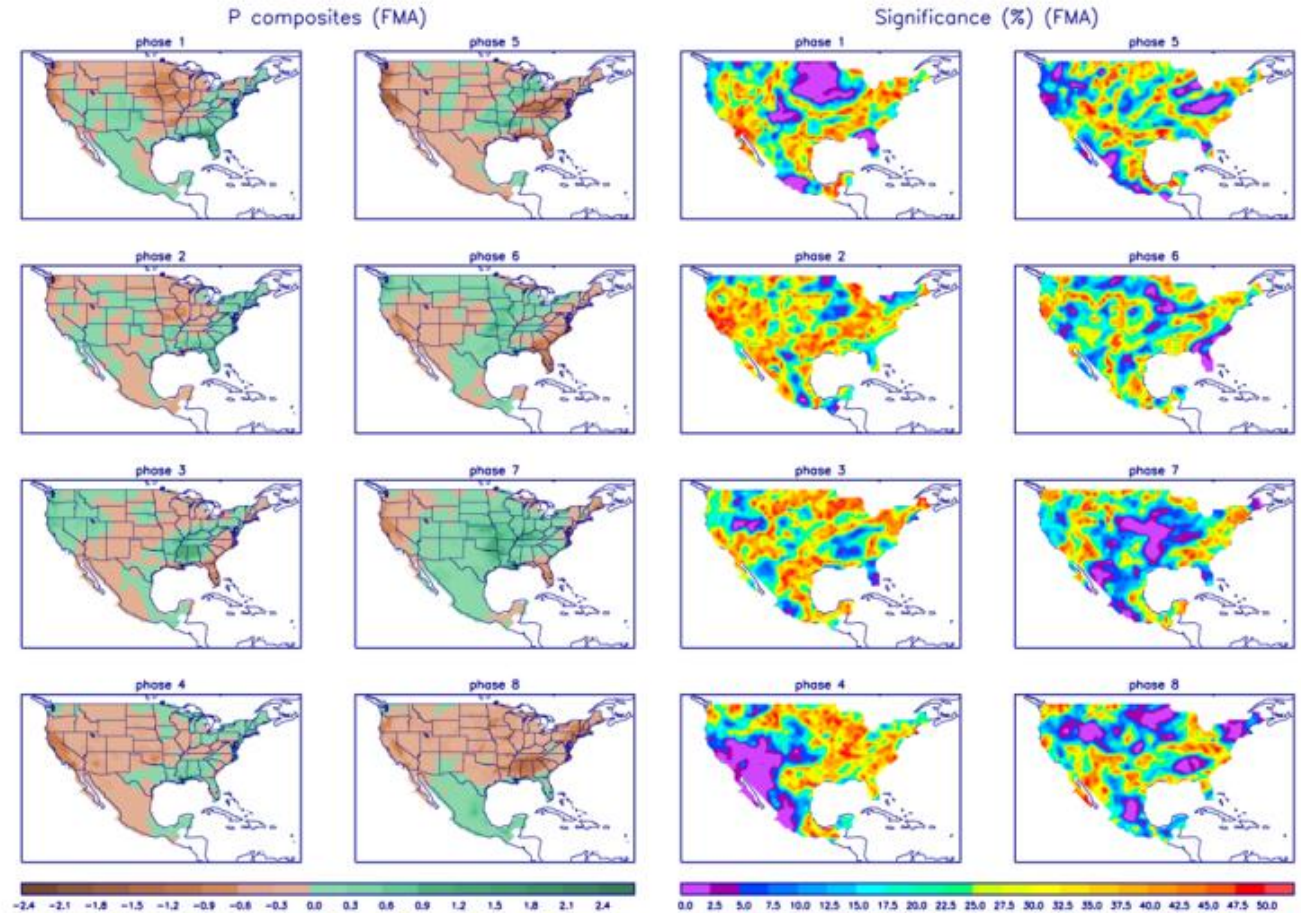 P composites (FMA)
Significance (%) (FMA)
phase 1
phase 5
phase 1
phase 5
phase 2
phase 6
phase 2
phase 6
phase 3
phase 7
phase 3
phase 7
phase 4
phase 8
phase 4
phase 8
−2.4 −2.1 −1.8 −1.5 −1.2 −0.9 −0.6 −0.3 0.0 0.3 0.6 0.9 1.2 1.5 1.8 2.1 2.4
0.0 2.5 5.0 7.5 10.0 12.5 15.0 17.5 20.0 22.5 25.0 27.5 30.0 32.5 35.0 37.5 40.0 42.5 45.0 47.5 50.0